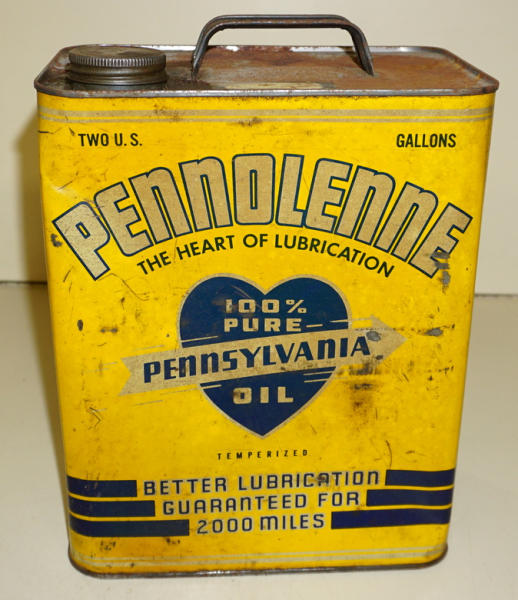 TWO U.S. GALLONS
PENNOLENNE
THE HEART OF LUBRICATION
100%
PURE
PENNSYLVANIA
OIL
TEMPERIZED
BETTER LUBRICATION
GUARANTEED FOR
2000 MILES